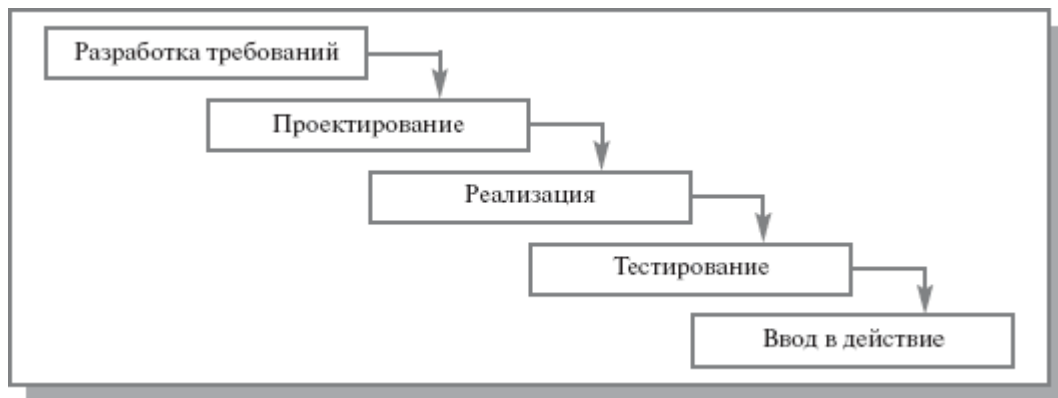 Разработка требований
Проектирование
Реализация
Тестирование
Ввод в действие